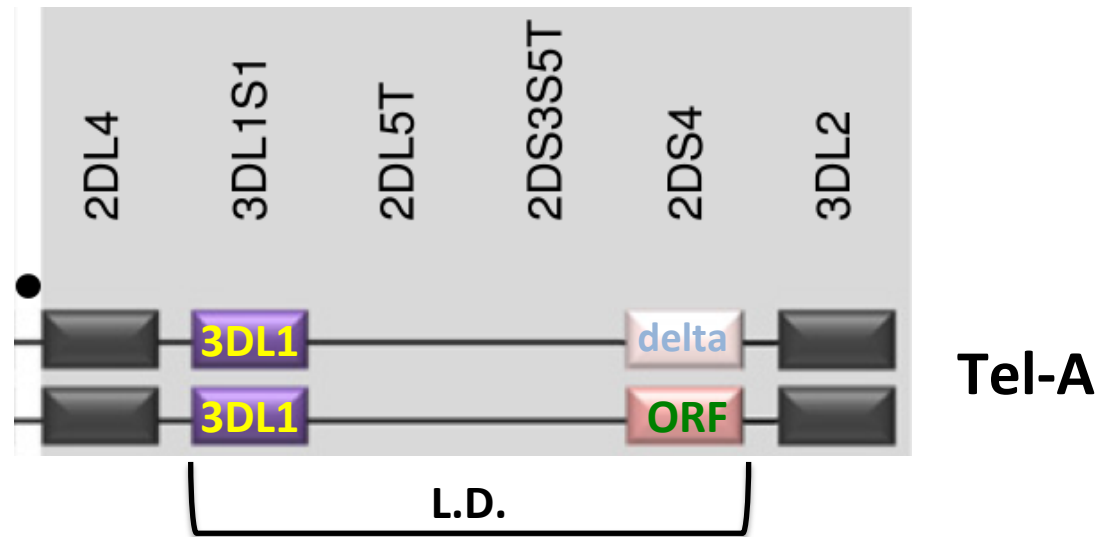 2DL4
3DL1S1
2DL5T
2DS3S5T
2DS4
3DL2
3DL1
delta
3DL1
ORF
Tel-A
L.D.